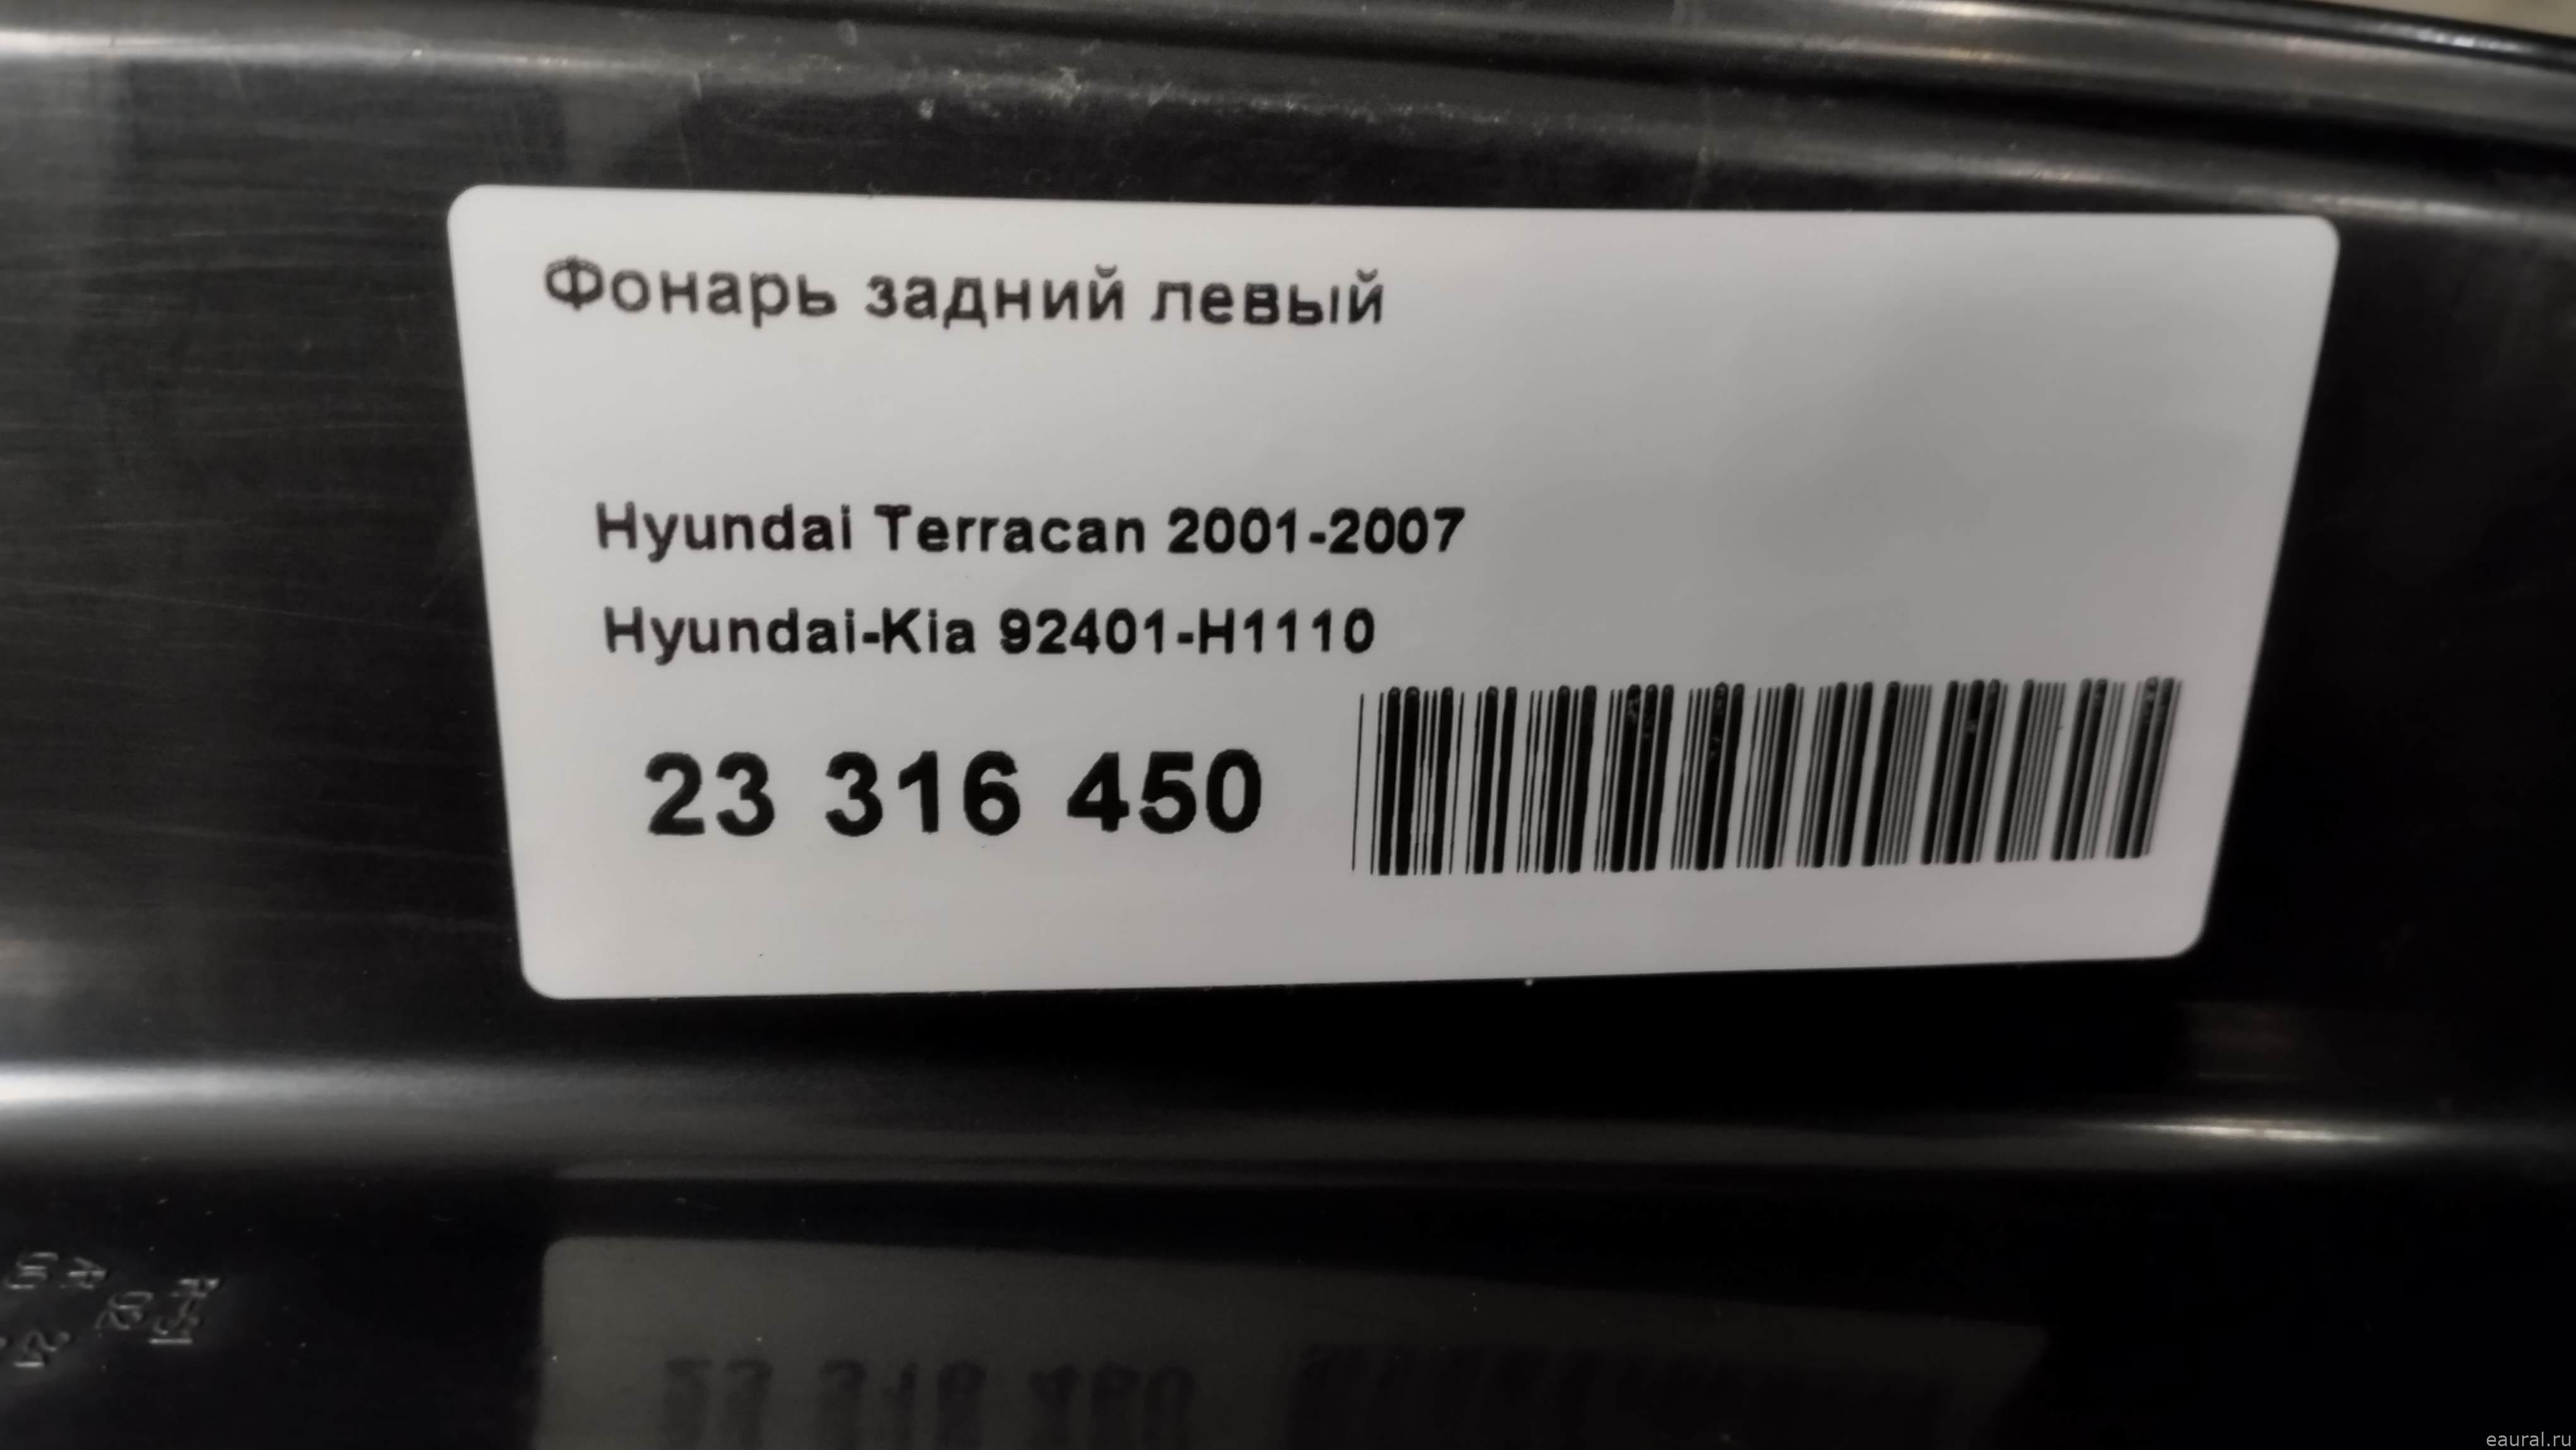 Фонарь задний левый
Hyundai Terracan 2001-2007
Hyundai-Kia 92401-H1110
23 316 450
eaural.ru